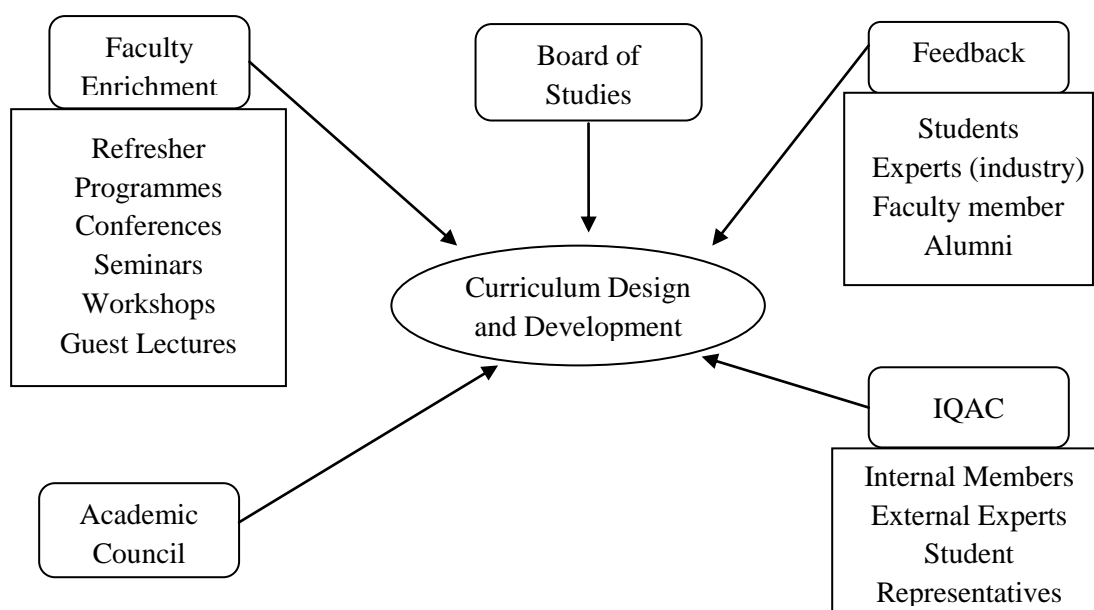 Faculty
Enrichment
Refresher
Programmes
Conferences
Seminars
Workshops
Guest Lectures
Board of
Studies
Feedback
Students
Experts (industry)
Faculty member
Alumni
Curriculum Design
and Development
Academic
Council
IQAC
Internal Members
External Experts
Student
Representatives